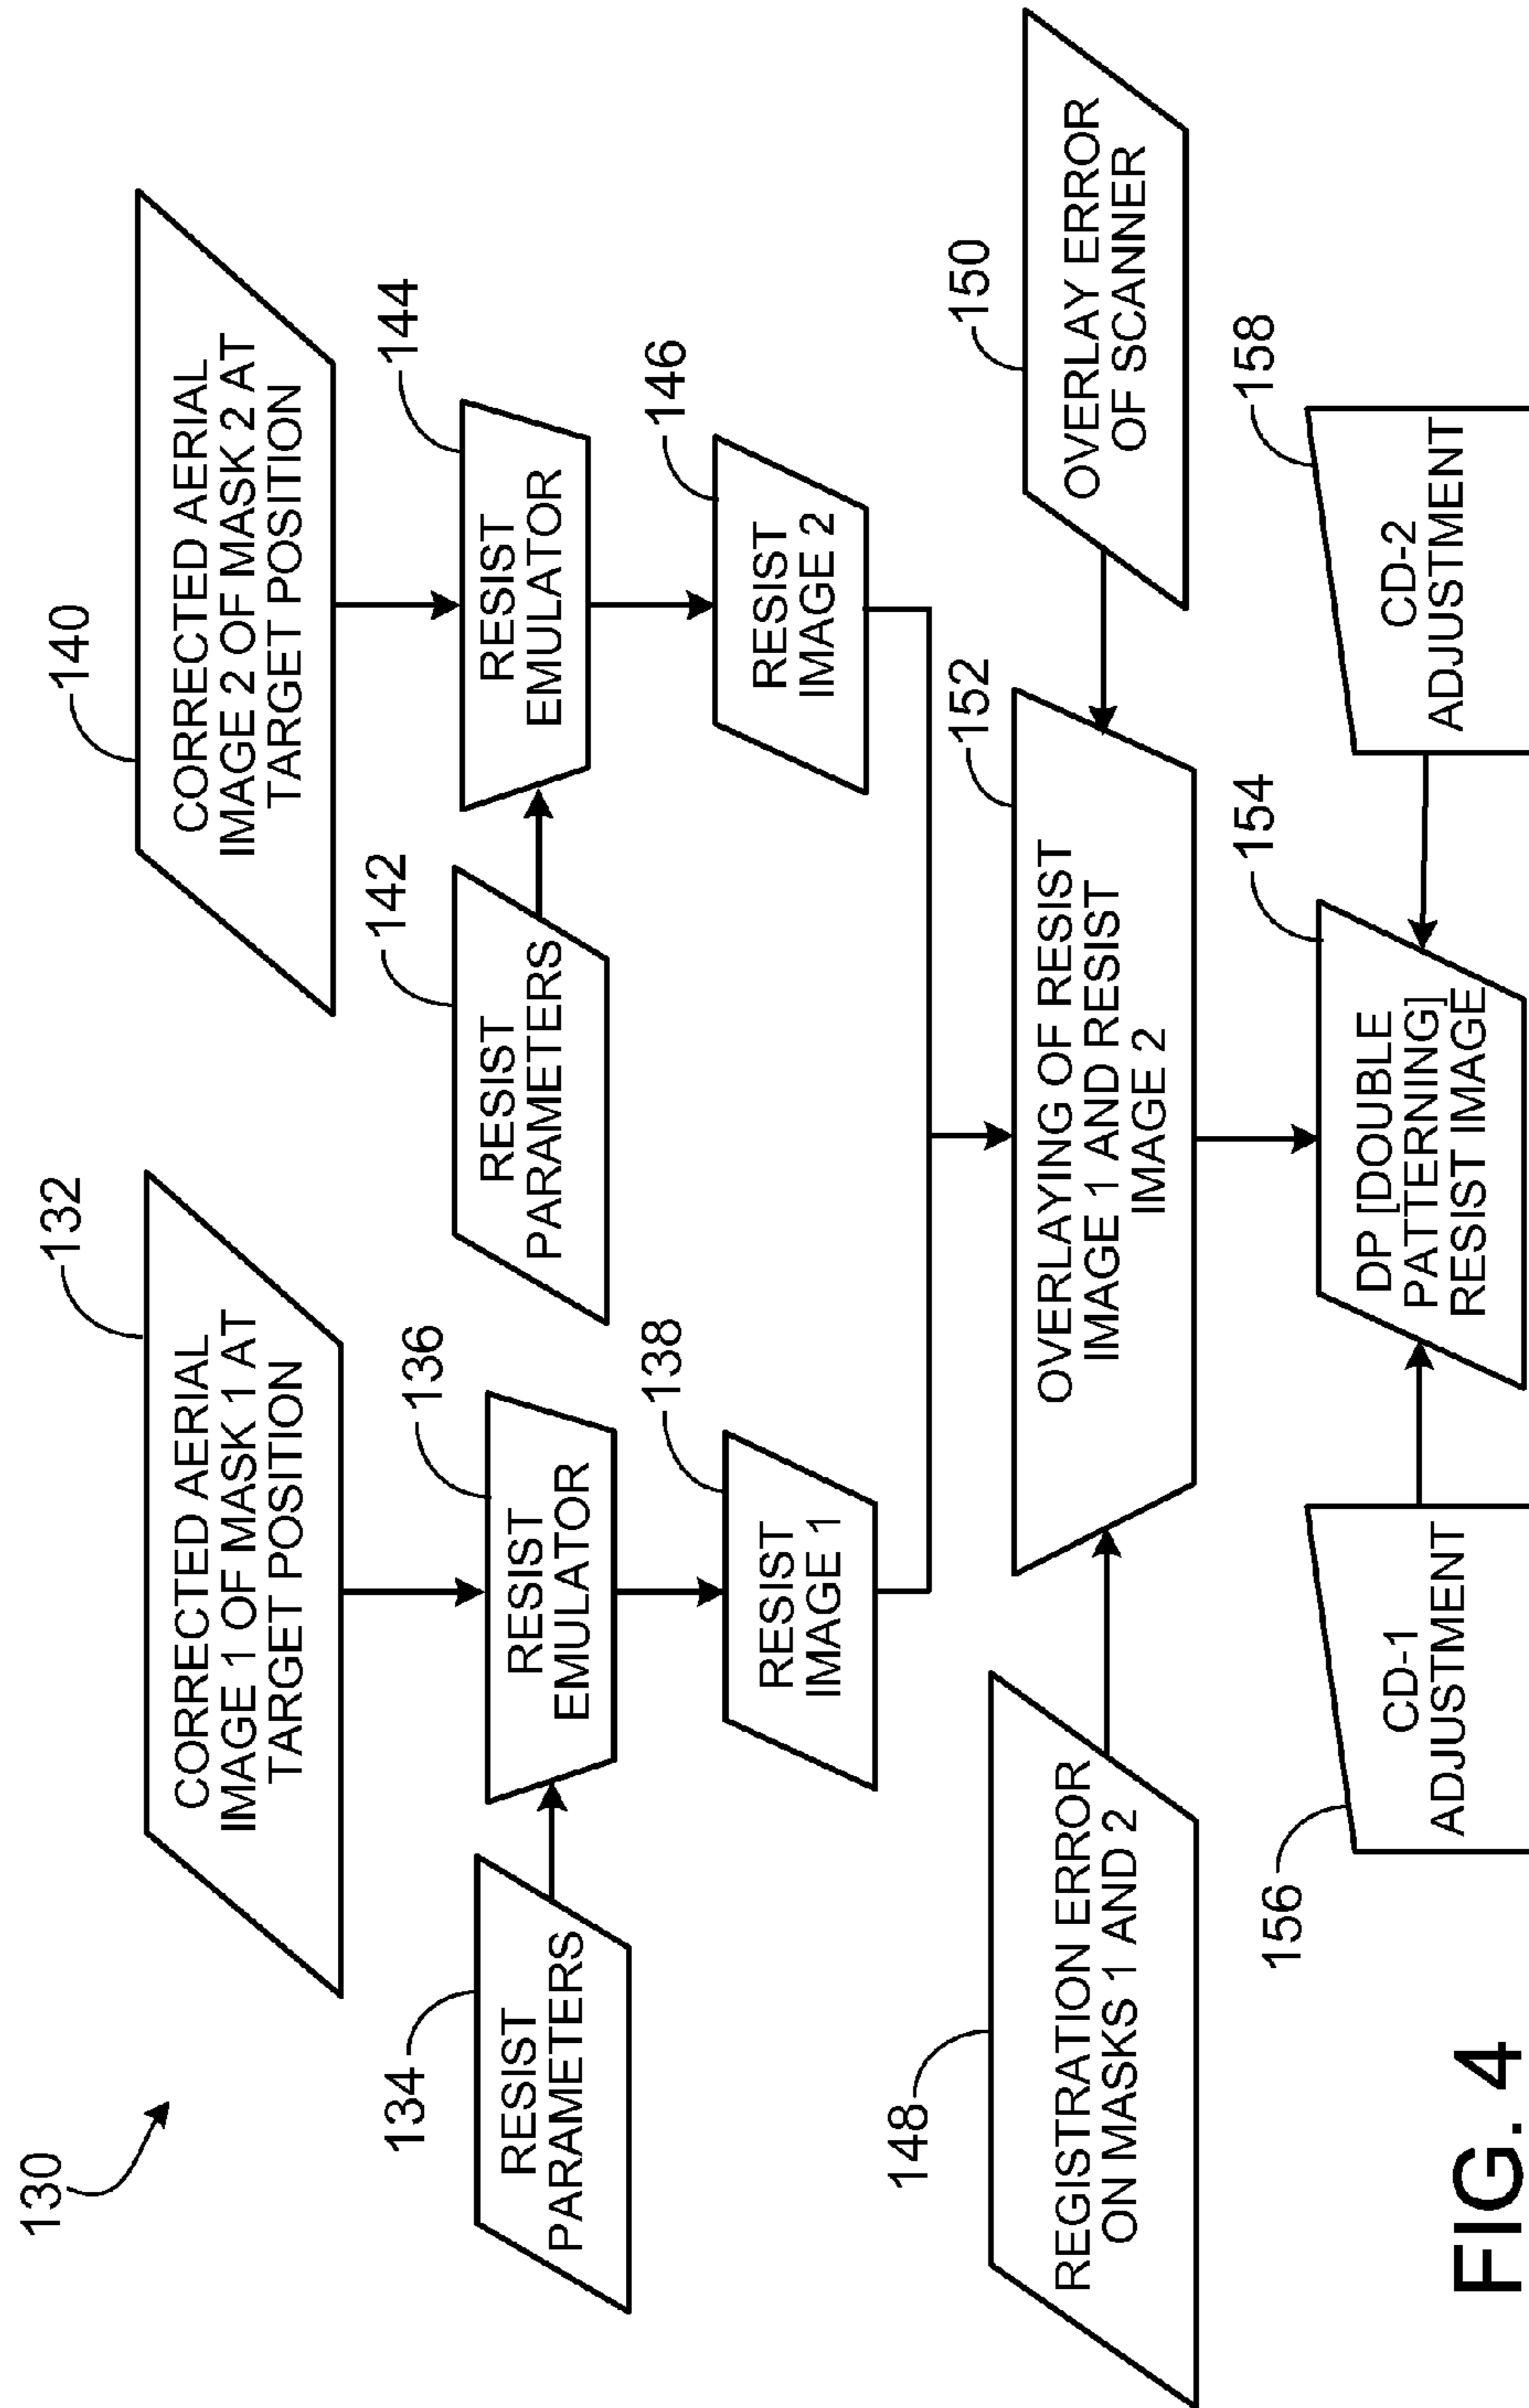 130
132
CORRECTED AERIAL
IMAGE 1 OF MASK 1 AT
TARGET POSITION
140
CORRECTED AERIAL
IMAGE 2 OF MASK 2 AT
TARGET POSITION
134
RESIST
PARAMETERS
136
RESIST
EMULATOR
142
RESIST
PARAMETERS
144
RESIST
EMULATOR
138
RESIST
IMAGE 1
146
RESIST
IMAGE 2
148
REGISTRATION ERROR
ON MASKS 1 AND 2
152
OVERLAYING OF RESIST
IMAGE 1 AND RESIST
IMAGE 2
150
OVERLAY ERROR
OF SCANNER
156
CD-1
ADJUSTMENT
154
DP [DOUBLE
PATTERNING]
RESIST IMAGE
158
CD-2
ADJUSTMENT
FIG. 4